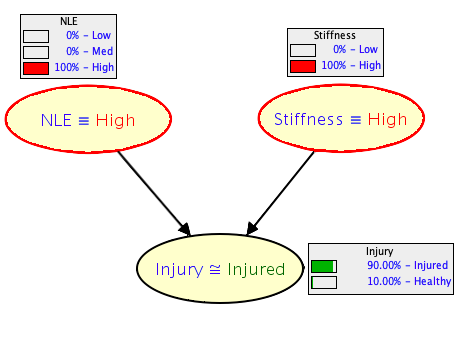 NLE
0% - Low
0% - Med
100% - High
Stiffness
0% - Low
100% - High
NLE ≡ High
Stiffness ≡ High
Injury ≅ Injured
Injury
90.00% - Injured
10.00% - Healthy